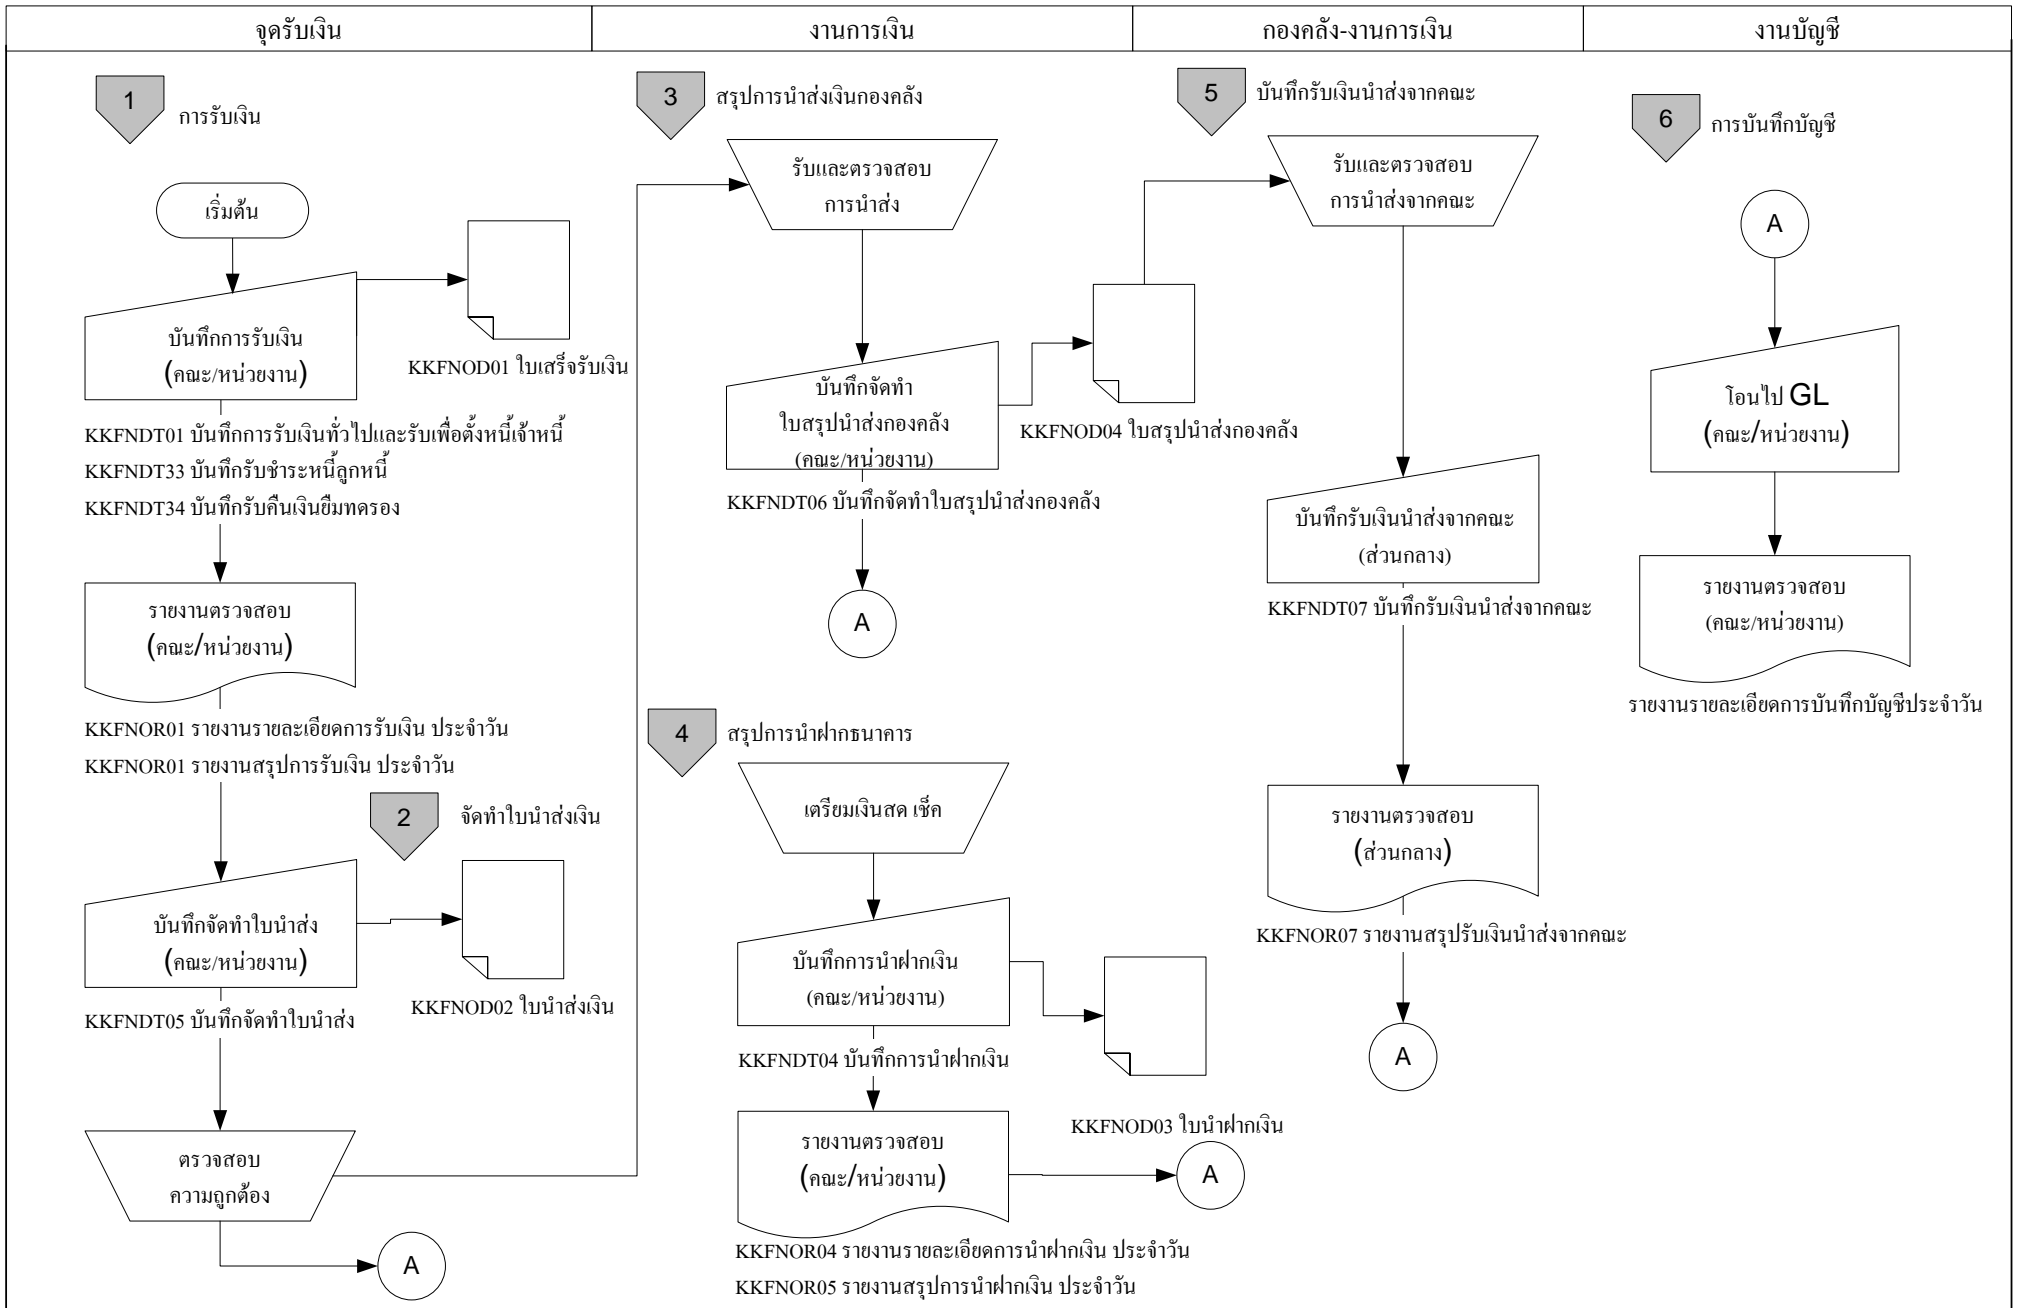 จุดรับเงิน
งานการเงิน
กองคลัง-งานการเงิน
งานบัญชี
1
การรับเงิน
เริ่มต้น
บันทึกการรับเงิน
(คณะ/หน่วยงาน)
KKFNOD01 ใบเสร็จรับเงิน
KKFNDT01 บันทึกการรับเงินทั่วไปและรับเพื่อตั้งหนี้เจ้าหนี้
KKFNDT33 บันทึกรับชำระหนี้ลูกหนี้
KKFNDT34 บันทึกรับคืนเงินยืมทดรอง
รายงานตรวจสอบ
(คณะ/หน่วยงาน)
KKFNOR01 รายงานรายละเอียดการรับเงิน ประจำวัน
KKFNOR01 รายงานสรุปการรับเงิน ประจำวัน
2
จัดทำใบนำส่งเงิน
บันทึกจัดทำใบนำส่ง
(คณะ/หน่วยงาน)
KKFNOD02 ใบนำส่งเงิน
KKFNDT05 บันทึกจัดทำใบนำส่ง
ตรวจสอบ
ความถูกต้อง
A
3
สรุปการนำส่งเงินกองคลัง
รับและตรวจสอบ
การนำส่ง
บันทึกจัดทำ
ใบสรุปนำส่งกองคลัง
(คณะ/หน่วยงาน)
KKFNOD04 ใบสรุปนำส่งกองคลัง
KKFNDT06 บันทึกจัดทำใบสรุปนำส่งกองคลัง
A
4
สรุปการนำฝากธนาคาร
เตรียมเงินสด เช็ค
บันทึกการนำฝากเงิน
(คณะ/หน่วยงาน)
KKFNDT04 บันทึกการนำฝากเงิน
KKFNOD03 ใบนำฝากเงิน
รายงานตรวจสอบ
(คณะ/หน่วยงาน)
A
KKFNOR04 รายงานรายละเอียดการนำฝากเงิน ประจำวัน
KKFNOR05 รายงานสรุปการนำฝากเงิน ประจำวัน
5
บันทึกรับเงินนำส่งจากคณะ
รับและตรวจสอบ
การนำส่งจากคณะ
บันทึกรับเงินนำส่งจากคณะ
(ส่วนกลาง)
KKFNDT07 บันทึกรับเงินนำส่งจากคณะ
รายงานตรวจสอบ
(ส่วนกลาง)
KKFNOR07 รายงานสรุปรับเงินนำส่งจากคณะ
A
6
การบันทึกบัญชี
A
โอนไป GL
(คณะ/หน่วยงาน)
รายงานตรวจสอบ
(คณะ/หน่วยงาน)
รายงานรายละเอียดการบันทึกบัญชีประจำวัน